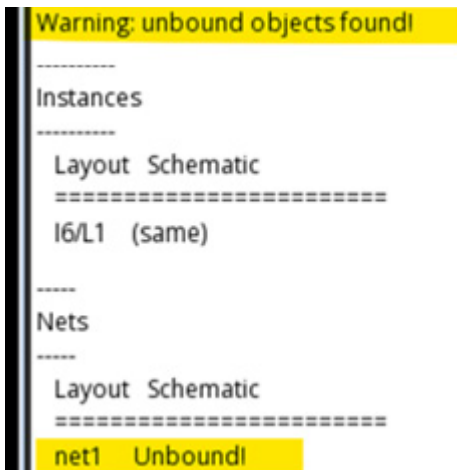 Warning: unbound objects found!
----------
Instances
----------
Layout Schematic
========================
I6/L1 (same)
-----
Nets
-----
Layout Schematic
========================
net1 Unbound!